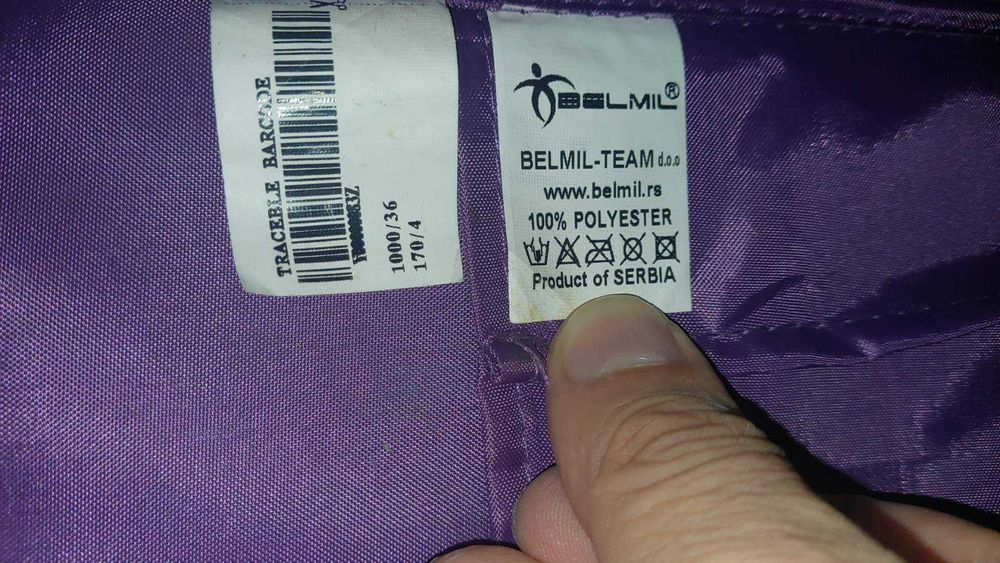 TRACEBLE BARCODE
1000/36
170/4
BELMIL®
BELMIL-TEAM d.o.o
www.belmil.rs
100% POLYESTER
Product of SERBIA